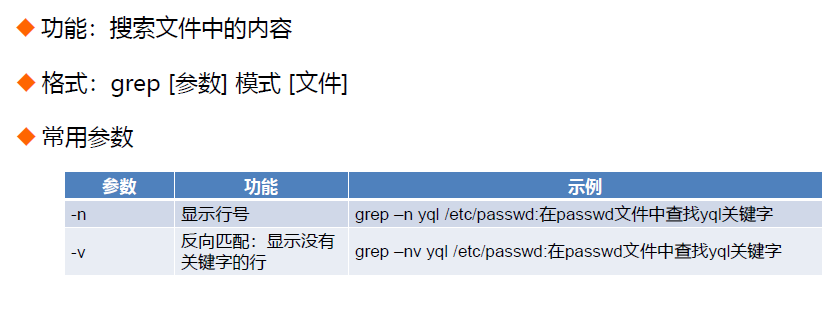 功能：搜索文件中的内容
格式：grep [参数] 模式 [文件]
常用参数
参数 功能 示例
-n 显示行号 grep –n yql /etc/passwd:在passwd文件中查找yql关键字
-v 反向匹配：显示没有关键字的行 grep –nv yql /etc/passwd:在passwd文件中查找yql关键字